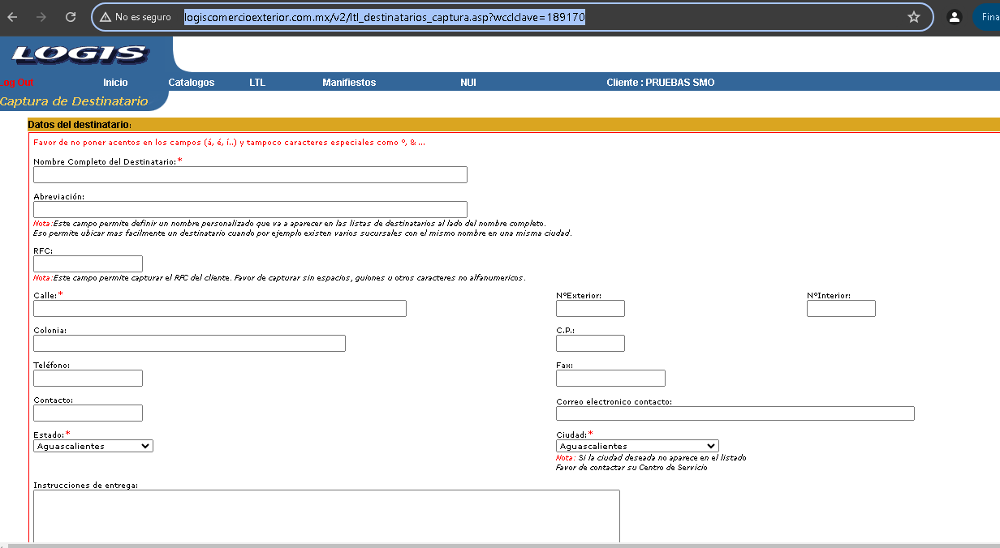 No es seguro logiscomercioexterior.com.mx/v2/ltl_destinatarios_captura.asp?wcclclave=189170 Fina
LOGIS
Log Out Inicio Catalogos LTL Manifiestos NUI Cliente : PRUEBAS SMO
Captura de Destinatario
Datos del destinatario:
Favor de no poner acentos en los campos (á, é, í..) y tampoco caracteres especiales como º, & ...
Nombre Completo del Destinatario:*
Abreviación:
Nota:Este campo permite definir un nombre personalizado que va a aparecer en las listas de destinatarios al lado del nombre completo.
Eso permite ubicar mas facilmente un destinatario cuando por ejemplo existen varios sucursales con el mismo nombre en una misma ciudad.
RFC:
Nota:Este campo permite capturar el RFC del cliente. Favor de capturar sin espacios, guiones u otros caracteres no alfanumericos.
Calle:* NºExterior: NºInterior:
Colonia: C.P.:
Teléfono: Fax:
Contacto: Correo electronico contacto:
Estado:* Ciudad:*
Aguascalientes Aguascalientes
Nota: Si la ciudad deseada no aparece en el listado
Favor de contactar su Centro de Servicio
Instrucciones de entrega: